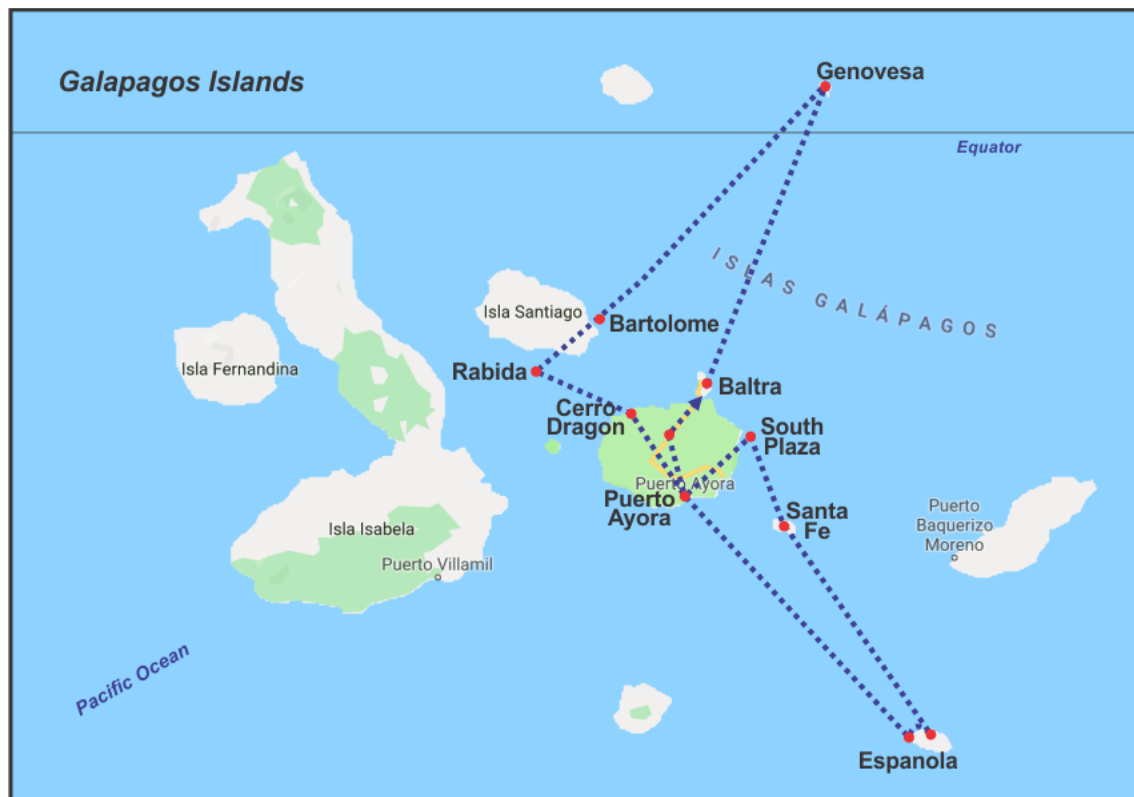 Galapagos Islands
Genovesa
Equator
ISLAS GALÁPAGOS
Isla Santiago
Bartolome
Isla Fernandina
Rabida
Baltra
Cerro
Dragon
South
Plaza
Puerto Ayora
Puerto
Ayora
Santa
Fe
Puerto
Baquerizo
Moreno
Isla Isabela
Puerto Villamil
Pacific Ocean
Espanola